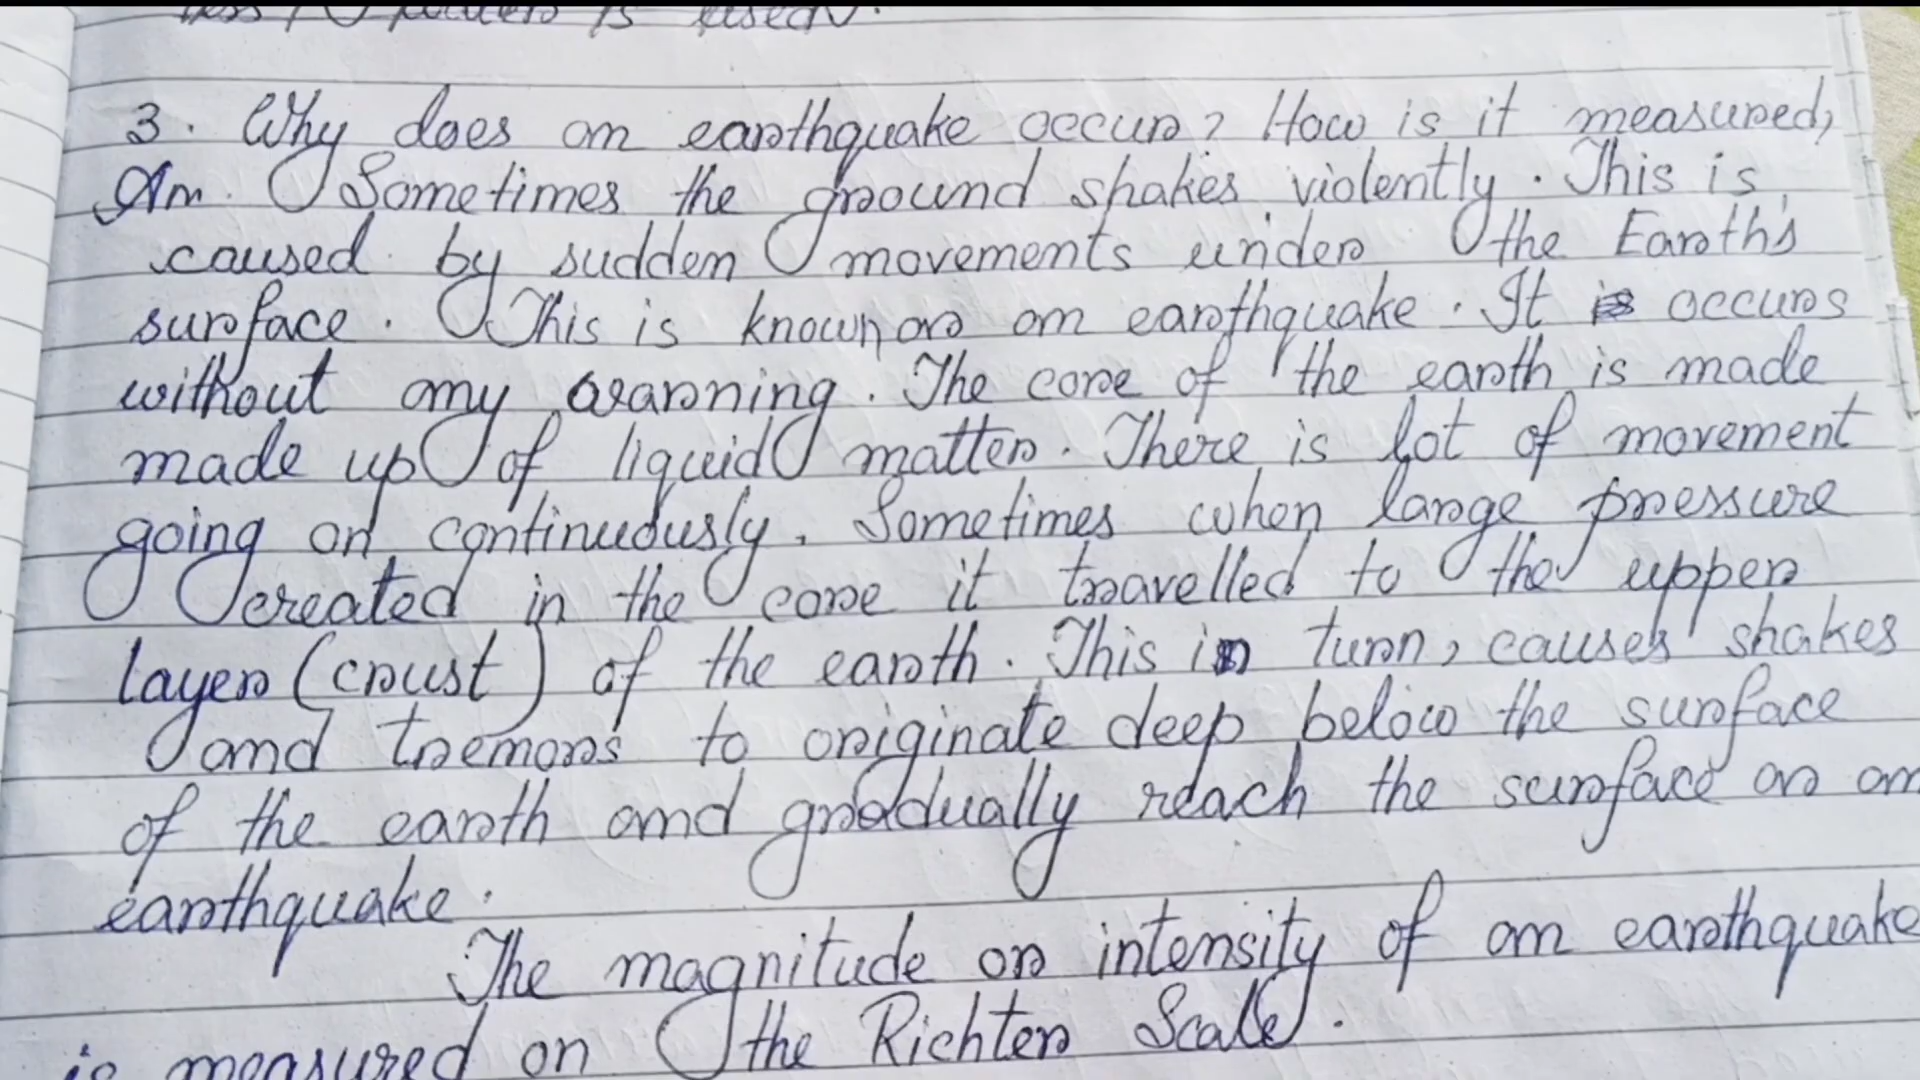 is used.
3. Why does an earthquake occur? How is it measured,
An. Sometimes the ground shakes violently. This is
caused by sudden movements under the Earth's
surface. This is known as an earthquake. It occurs
without any warning. The core of the earth is made
made up of liquid matter. There is lot of movement
going on continuously. Sometimes when large pressure
created in the core it travelled to the upper
layer (crust) of the earth. This in turn, causes shakes
and tremors to originate deep below the surface
of the earth and gradually reach the surface as an
earthquake.
The magnitude or intensity of an earthquake
is measured on the Richter Scale.